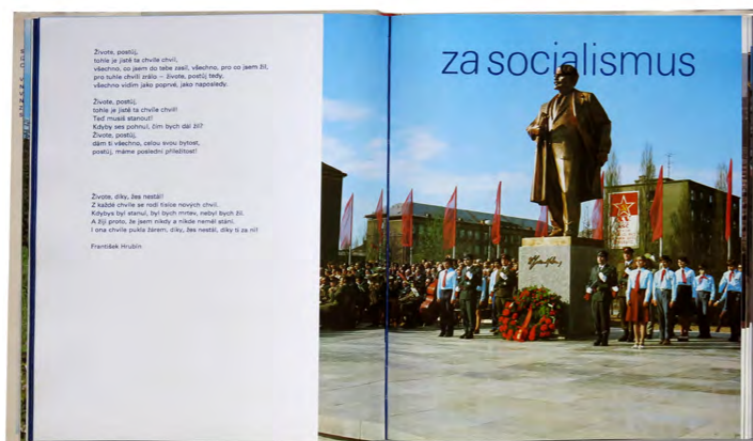 Živote, postůj,
tohle je jistě ta chvíle chvil,
všechno, co jsem do tebe zasil, všechno, pro co jsem žil,
pro tuhle chvíli zrálo – živote, postůj tedy,
všechno vidím jako poprvé, jako naposledy.
Živote, postůj,
tohle je jistě ta chvíle chvil!
Teď musíš stanout!
Kdyby ses pohnul, čím bych dál žil?
Živote, postůj,
dám ti všechno, celou svou bytost,
postůj, máme poslední příležitost!
Živote, díky, žes nestál!
Z každé chvíle se rodí tisíce nových chvil.
Kdybys byl stanul, byl bych mrtev, nebyl bych žil.
A žiji proto, že jsem nikdy a nikde neměl stání.
I ona chvíle pukla žárem, díky, žes nestál, díky ti za ni!
František Hrubín
za socialismus